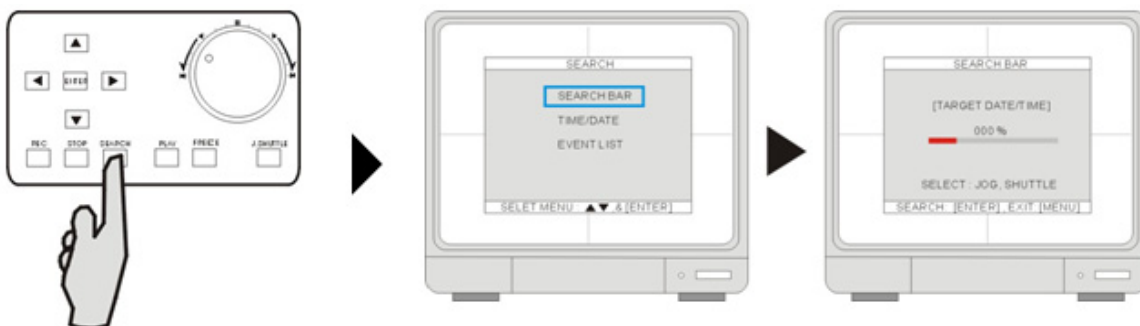 ENTER
REC STOP SEARCH PLAY FREEZE J.SHUTTLE
SEARCH
SEARCH BAR
TIME/DATE
EVENT LIST
SELET MENU : ▲▼ & [ENTER]
SEARCH BAR
[TARGET DATE/TIME]
000 %
SELECT : JOG, SHUTTLE
SEARCH : [ENTER] , EXIT: [MENU]